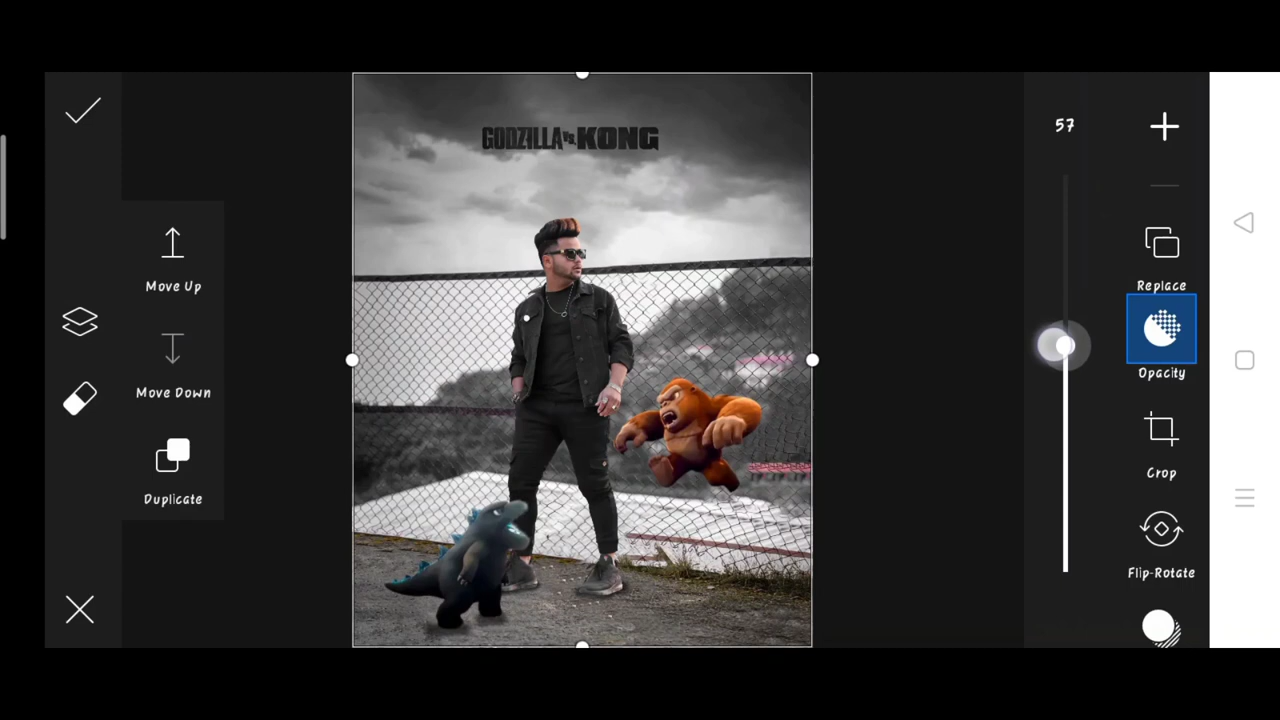 57
GODZILLA VS. KONG
Move Up
Replace
Move Down
Opacity
Duplicate
Crop
Flip-Rotate